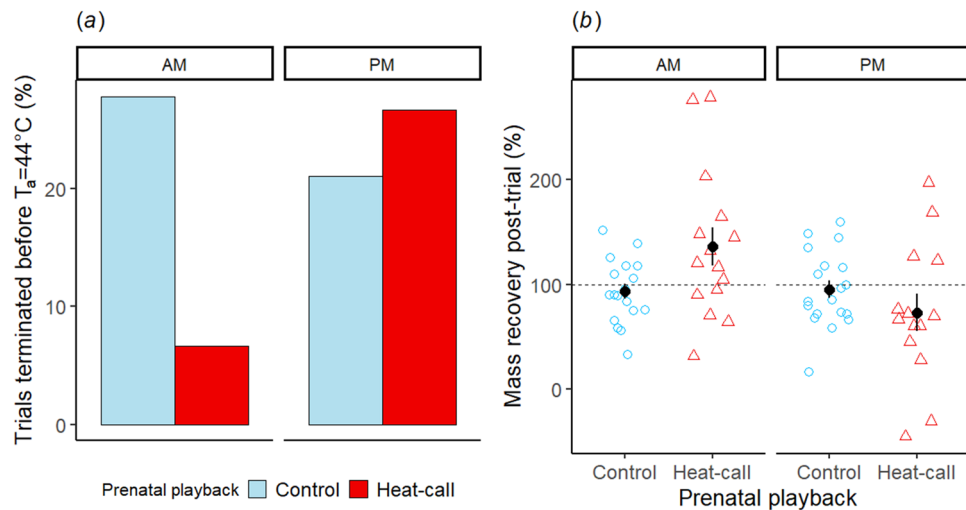 (a)
AM
PM
Trials terminated before Ta=44°C (%)
20
10
0
Prenatal playback
Control
Heat-call
(b)
AM
PM
Mass recovery post-trial (%)
200
100
0
Control
Heat-call
Control
Heat-call
Prenatal playback